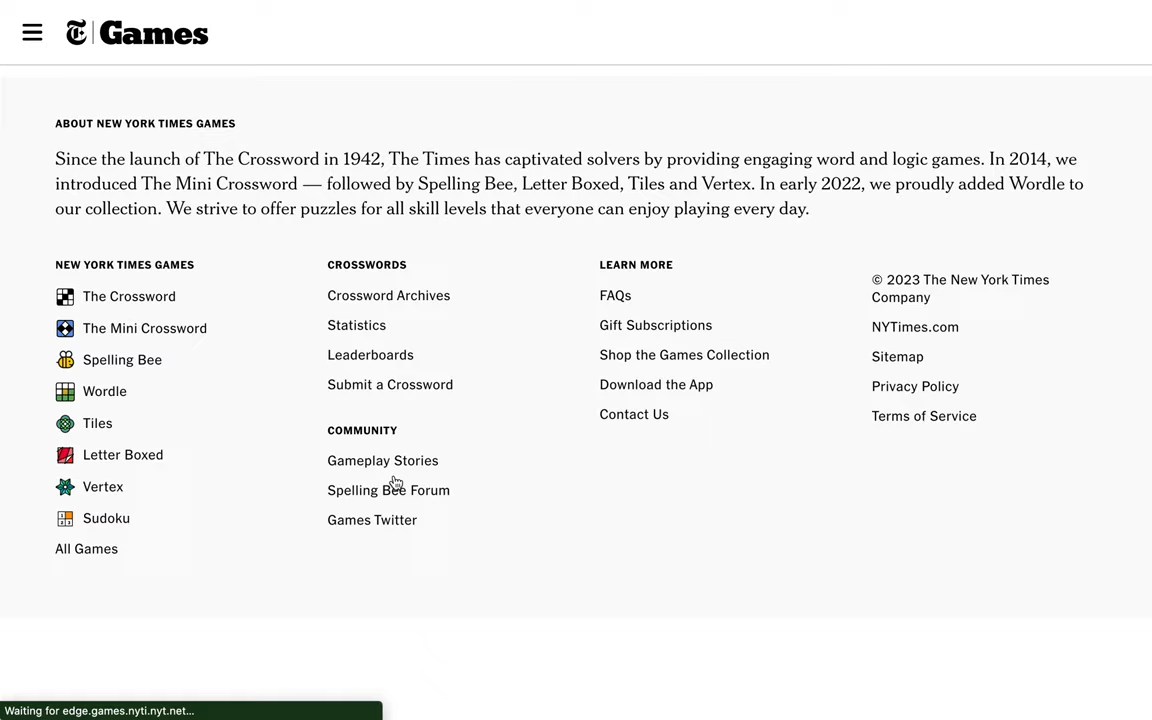 Games
ABOUT NEW YORK TIMES GAMES
Since the launch of The Crossword in 1942, The Times has captivated solvers by providing engaging word and logic games. In 2014, we
introduced The Mini Crossword — followed by Spelling Bee, Letter Boxed, Tiles and Vertex. In early 2022, we proudly added Wordle to
our collection. We strive to offer puzzles for all skill levels that everyone can enjoy playing every day.
NEW YORK TIMES GAMES
The Crossword
The Mini Crossword
Spelling Bee
Wordle
Tiles
Letter Boxed
Vertex
Sudoku
All Games
CROSSWORDS
Crossword Archives
Statistics
Leaderboards
Submit a Crossword
COMMUNITY
Gameplay Stories
Spelling Bee Forum
Games Twitter
LEARN MORE
FAQs
Gift Subscriptions
Shop the Games Collection
Download the App
Contact Us
© 2023 The New York Times
Company
NYTimes.com
Sitemap
Privacy Policy
Terms of Service
Waiting for edge.games.nyti.nyt.net...